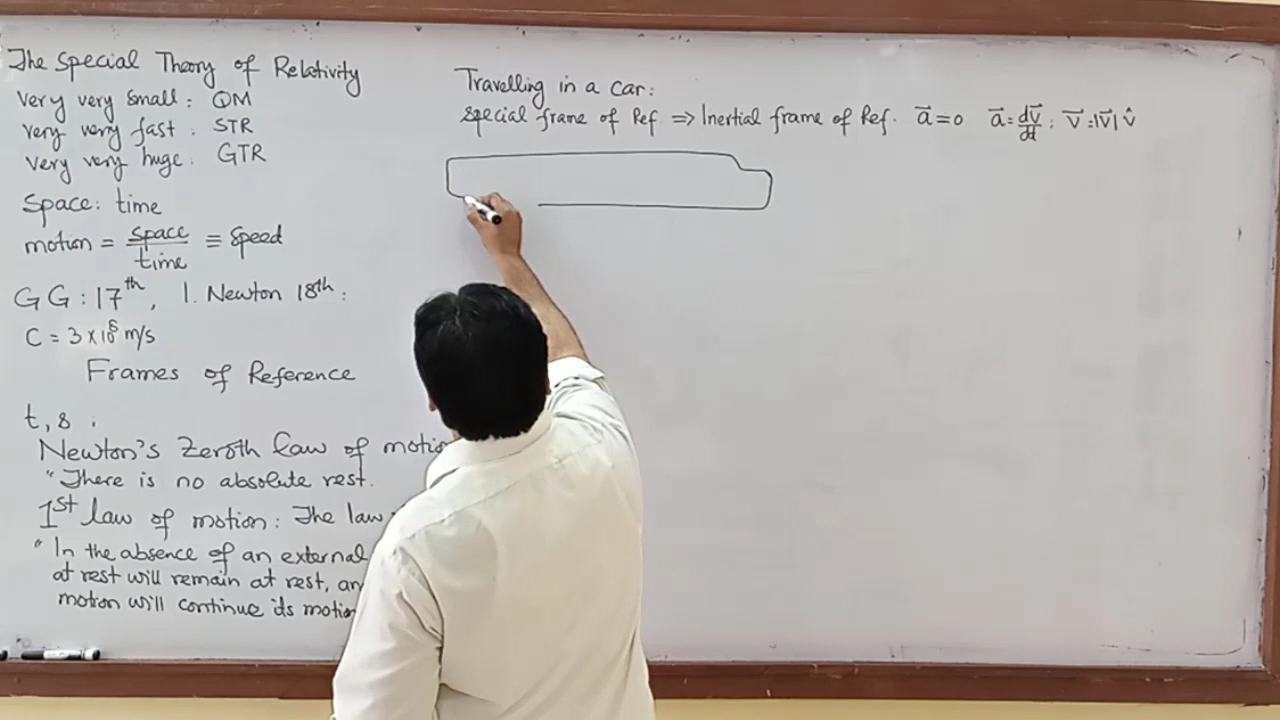 The Special Theory of Relativity
very very small: QM
very very fast: STR
very very huge: GTR
Space: time
motion = space/time ≡ speed
GG: 17th, I. Newton 18th:
C = 3 x 10^8 m/s
Frames of Reference
t, s :
Newton's Zeroth law of motio
"There is no absolute rest.
1st law of motion: The law
"In the absence of an external
at rest will remain at rest, an
motion will continue its motion
Travelling in a car:
special frame of Ref. ⇒ Inertial frame of Ref. a⃗=0 a⃗=dv⃗/dt; v⃗=|v⃗| v̂